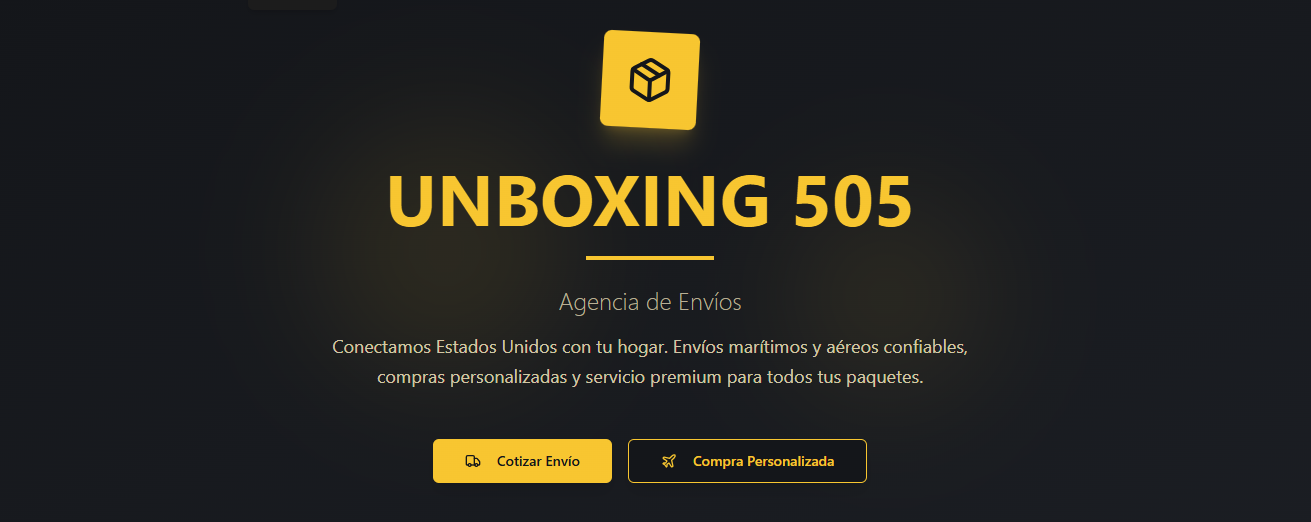 UNBOXING 505
Agencia de Envíos
Conectamos Estados Unidos con tu hogar. Envíos marítimos y aéreos confiables,
compras personalizadas y servicio premium para todos tus paquetes.
Cotizar Envío
Compra Personalizada